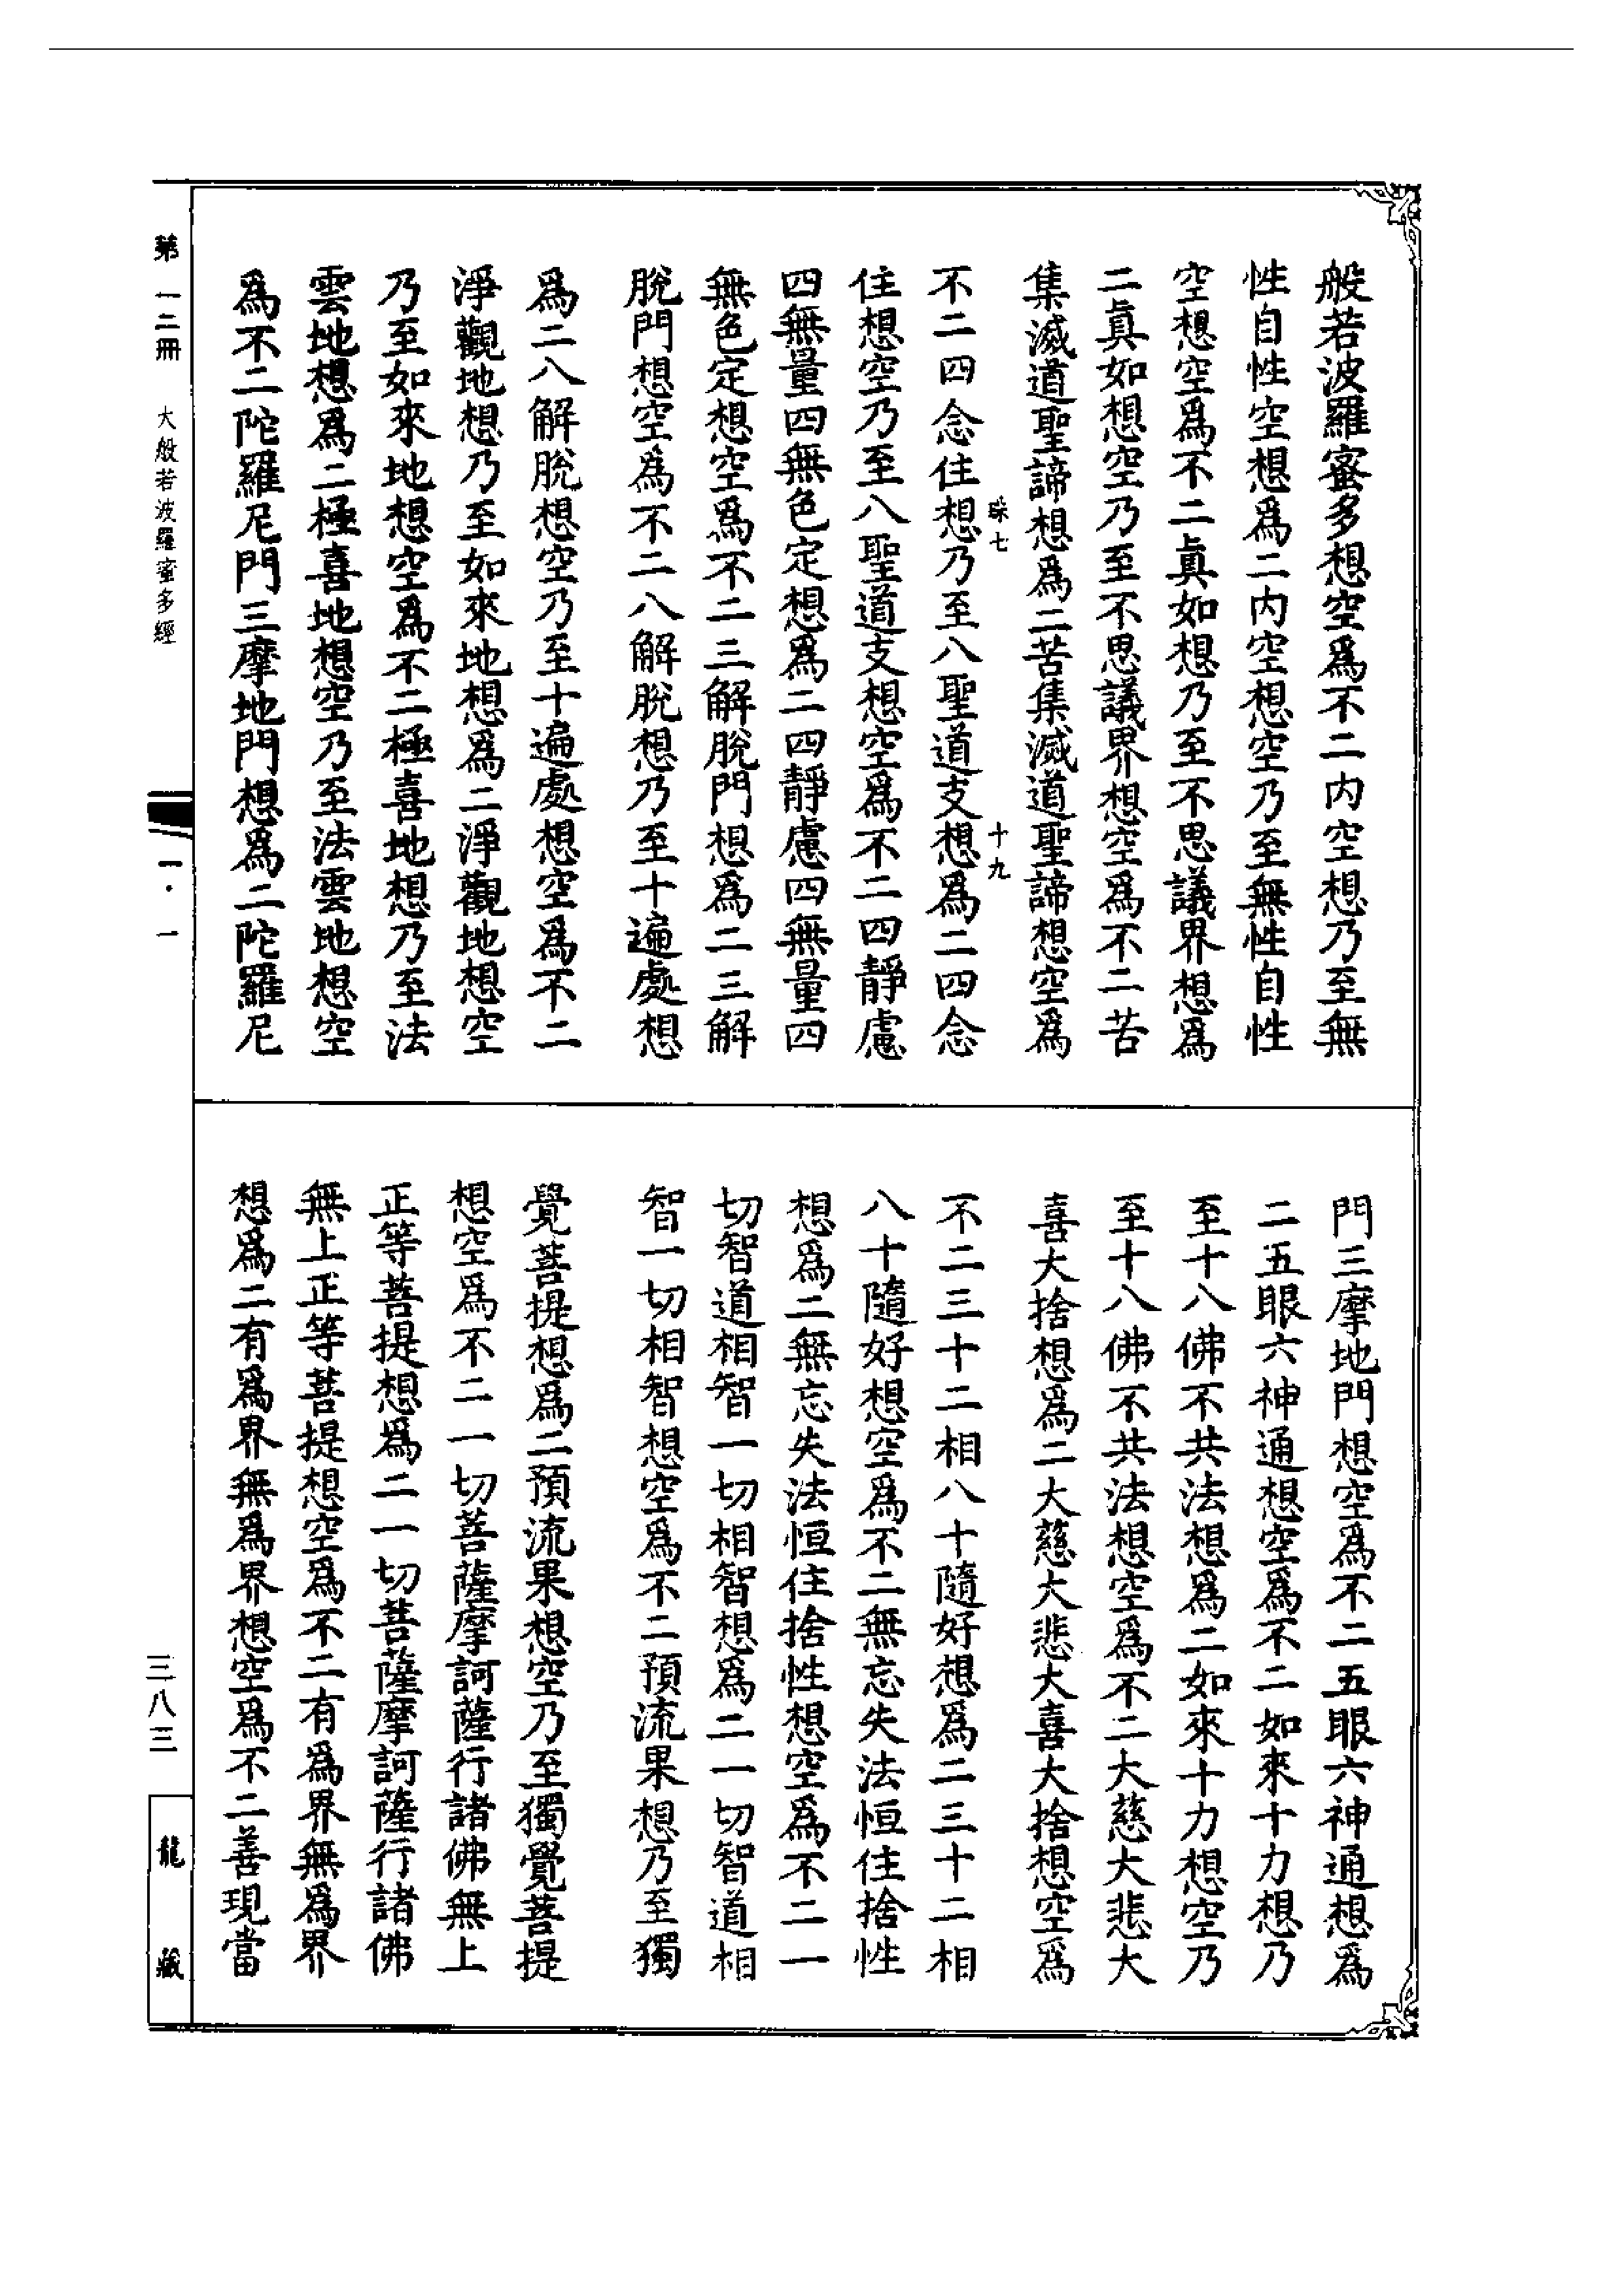 般若波羅蜜多想空爲不二内空想乃至無
性自性空想爲二内空想空乃至無性自性
空想空爲不二眞如想乃至不思議界想爲
二眞如想空乃至不思議界想空爲不二苦
集滅道聖諦想爲二苦集滅道聖諦想空爲
不二四念住想乃至八聖道支想爲二四念
住想空乃至八聖道支想空爲不二四靜慮
四無量四無色定想爲二四靜慮四無量四
無色定想空爲不二三解脫門想爲二三解
脫門想空爲不二八解脫想乃至十遍處想
爲二八解脫想空乃至十遍處想空爲不二
淨觀地想乃至如來地想爲二淨觀地想空
乃至如來地想空爲不二極喜地想乃至法
雲地想爲二極喜地想空乃至法雲地想空
爲不二陀羅尼門三摩地門想爲二陀羅尼
門三摩地門想空爲不二五眼六神通想爲
二五眼六神通想空爲不二如來十力想乃
至十八佛不共法想爲二如來十力想空乃
至十八佛不共法想空爲不二大慈大悲大
喜大捨想爲二大慈大悲大喜大捨想空爲
不二三十二相八十隨好想爲二三十二相
八十隨好想空爲不二無忘失法恒住捨性
想爲二無忘失法恒住捨性想空爲不二一
切智道相智一切相智想爲二一切智道相
智一切相智想空爲不二預流果想乃至獨
覺菩提想爲二預流果想空乃至獨覺菩提
想空爲不二一切菩薩摩訶薩行諸佛無上
正等菩提想爲二一切菩薩摩訶薩行諸佛
無上正等菩提想空爲不二有爲界無爲界
想爲二有爲界無爲界想空爲不二善現當
七 十九
第一二冊 大般若波羅蜜多經 一·一 三八三 龍藏